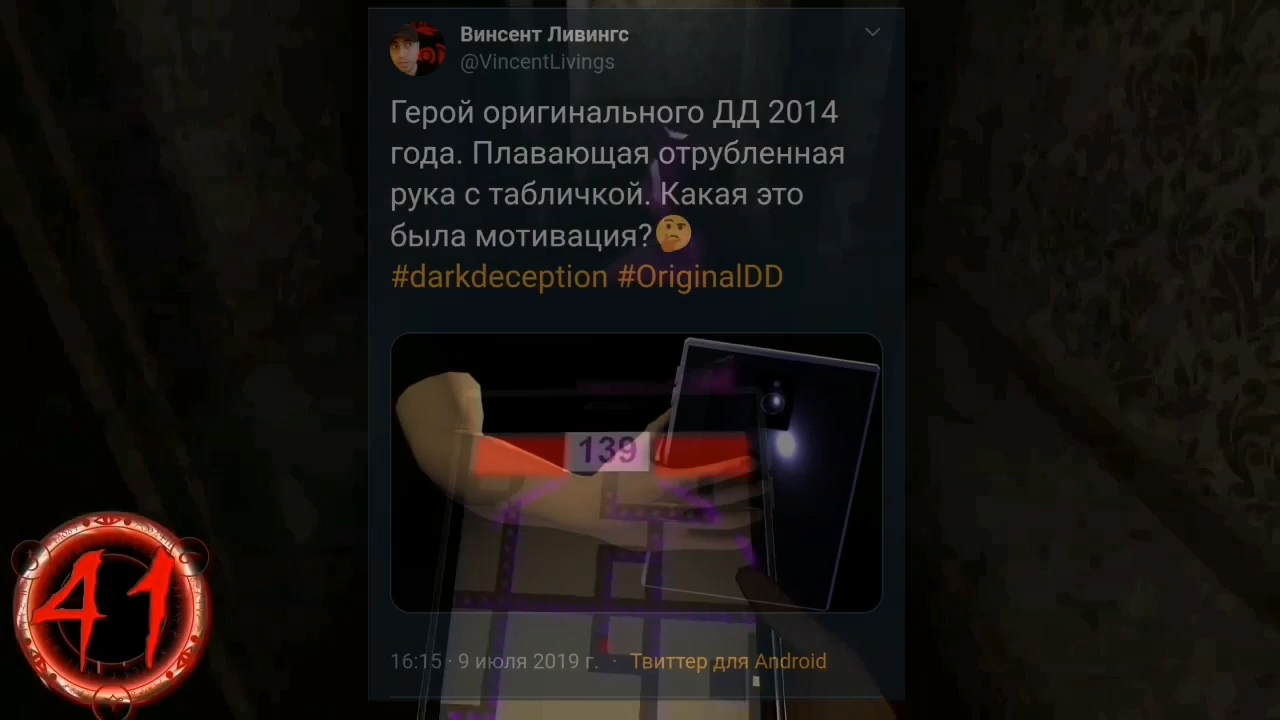 Винсент Ливингс
@VincentLivings
Герой оригинального ДД 2014
года. Плавающая отрубленная
рука с табличкой. Какая это
была мотивация?🤔
#darkdeception #OriginalDD
139
41
16:15 · 9 июля 2019 г. · Твиттер для Android